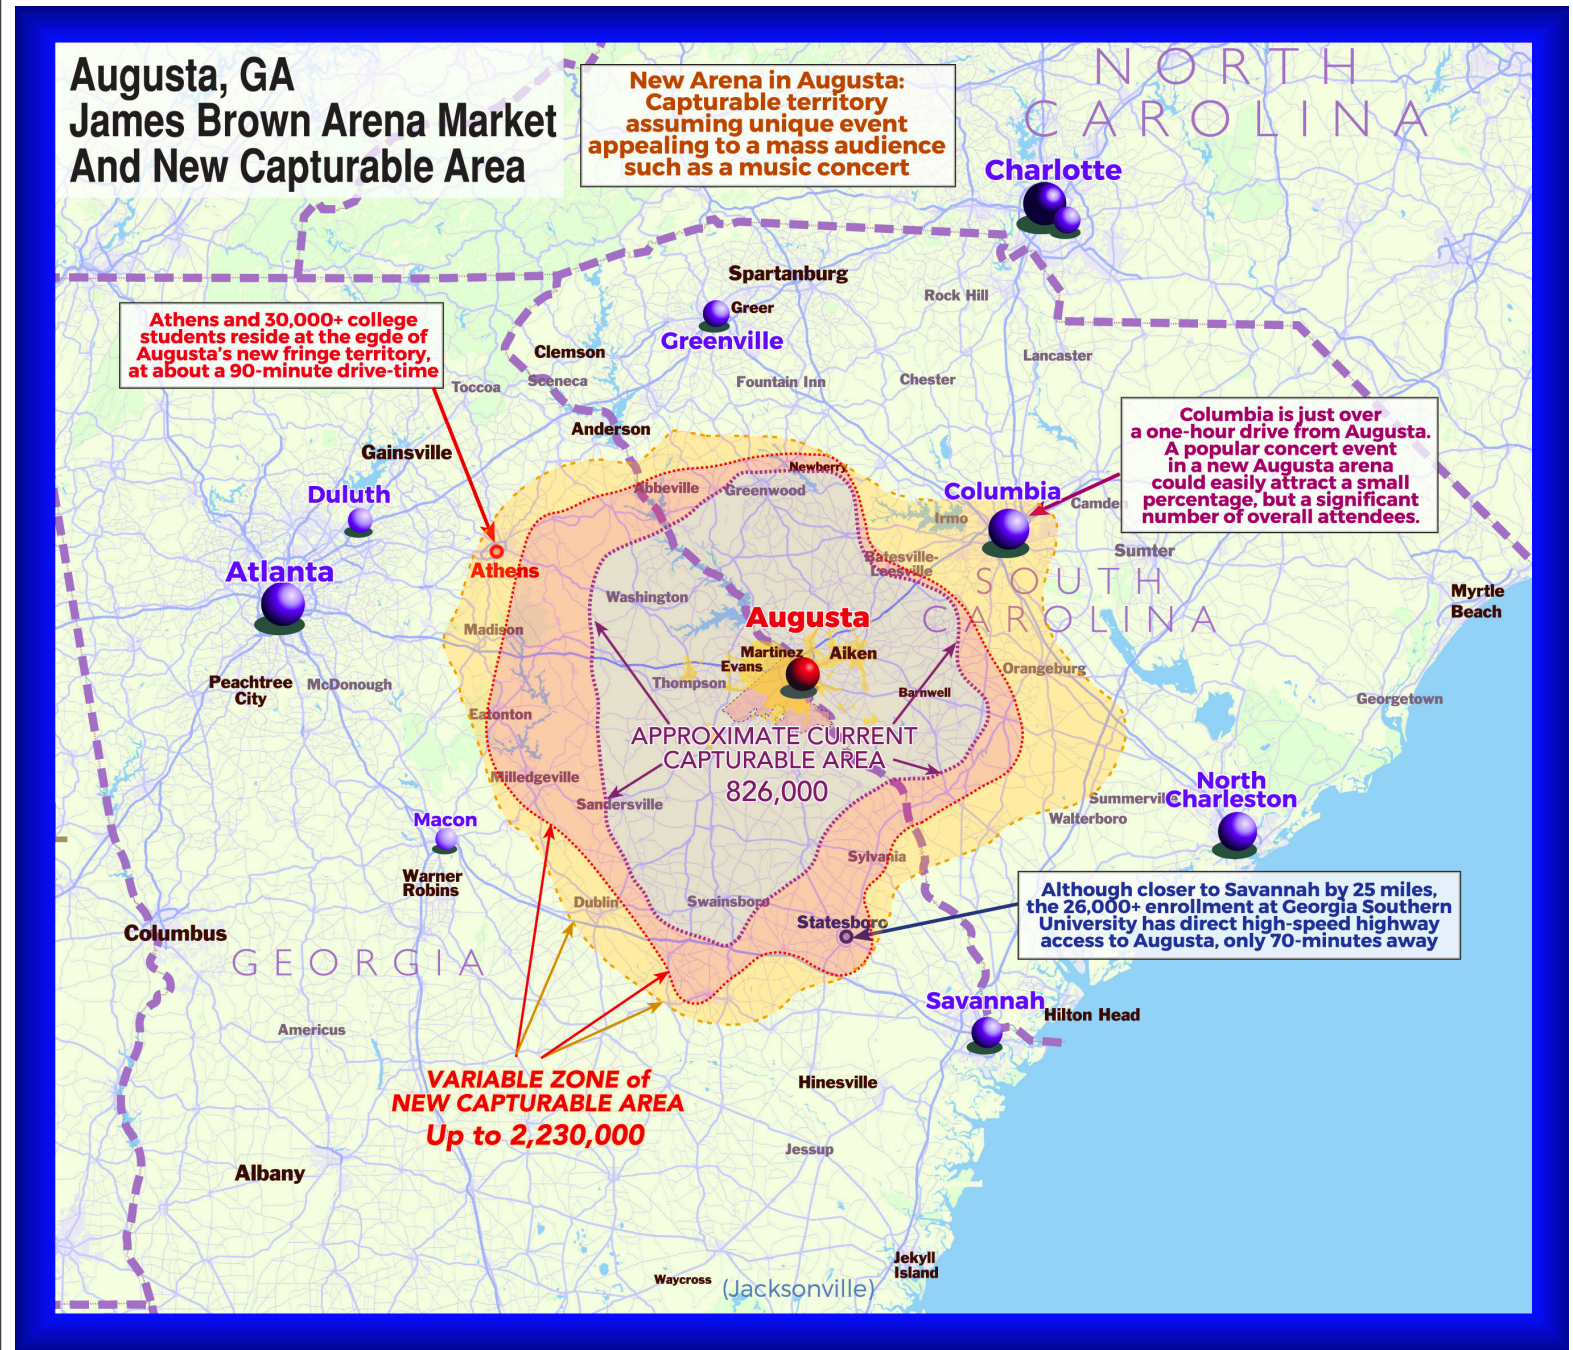 Augusta, GA
James Brown Arena Market
And New Capturable Area
New Arena in Augusta:
Capturable territory
assuming unique event
appealing to a mass audience
such as a music concert
NORTH
CAROLINA
Charlotte
Spartanburg
Greer
Greenville
Rock Hill
Athens and 30,000+ college
students reside at the egde of
Augusta's new fringe territory,
at about a 90-minute drive-time
Clemson
Sceneca
Toccoa
Fountain Inn
Chester
Lancaster
Anderson
Gainsville
Duluth
Columbia is just over
a one-hour drive from Augusta.
A popular concert event
in a new Augusta arena
could easily attract a small
percentage, but a significant
number of overall attendees.
Newberry
Abbeville
Greenwood
Columbia
Camden
Irmo
Sumter
Batesville-
Leesville
Athens
Atlanta
SOUTH
CAROLINA
Myrtle
Beach
Washington
Augusta
Madison
Martinez
Evans
Aiken
Orangeburg
Thompson
Barnwell
Peachtree
City
McDonough
Georgetown
Eatonton
APPROXIMATE CURRENT
CAPTURABLE AREA
826,000
Milledgeville
Sandersville
North
Charleston
Summerville
Walterboro
Macon
Warner
Robins
Sylvania
Dublin
Swainsboro
Statesboro
Although closer to Savannah by 25 miles,
the 26,000+ enrollment at Georgia Southern
University has direct high-speed highway
access to Augusta, only 70-minutes away
Columbus
GEORGIA
Savannah
Hilton Head
Americus
VARIABLE ZONE of
NEW CAPTURABLE AREA
Up to 2,230,000
Hinesville
Jessup
Albany
Jekyll
Island
Waycross
(Jacksonville)